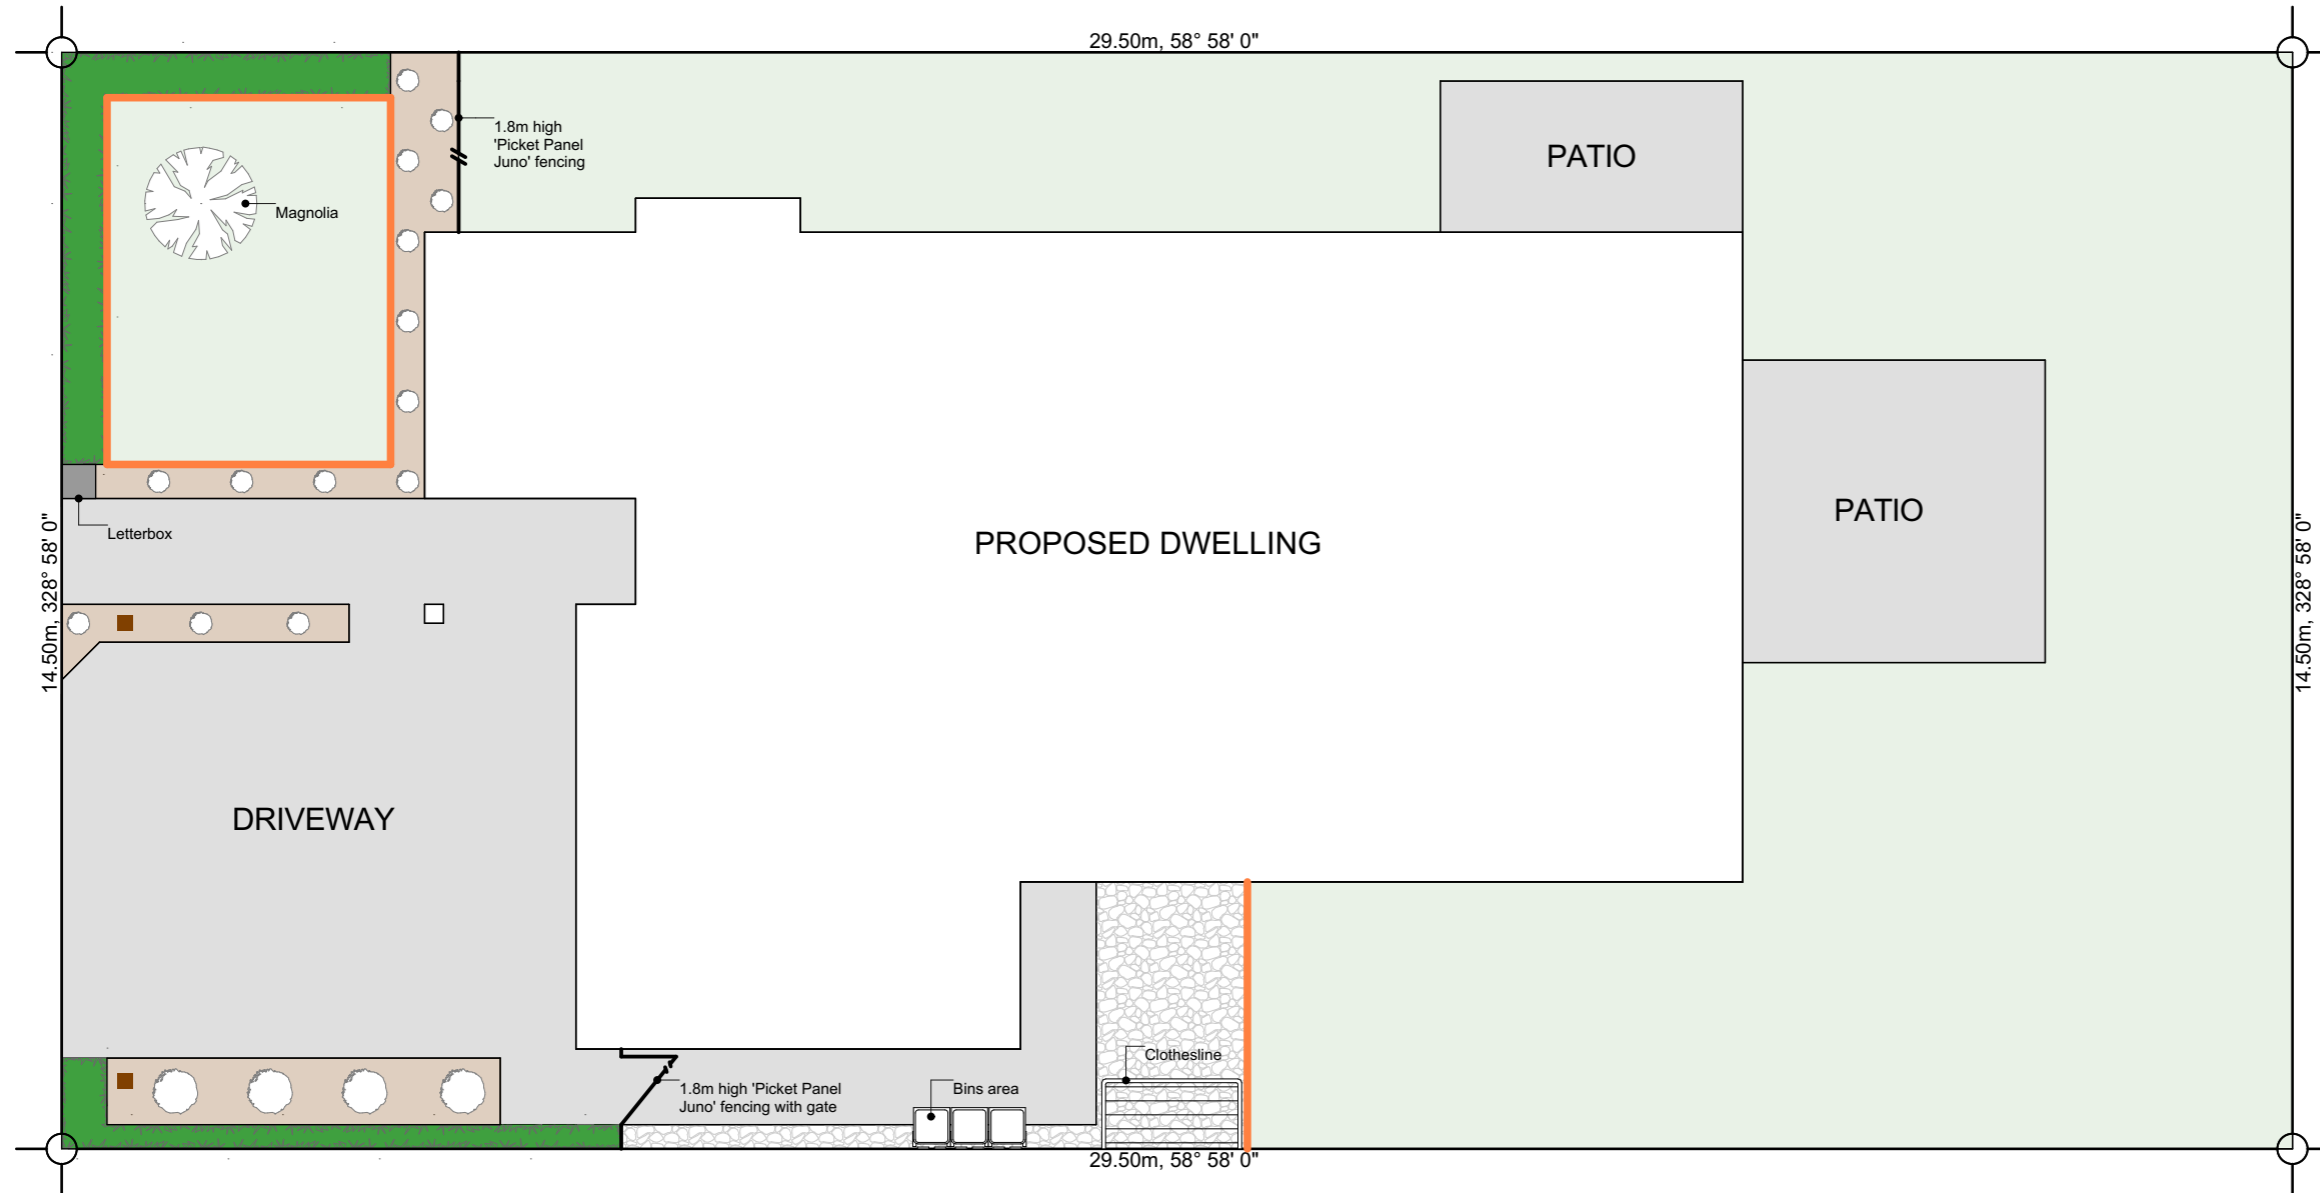 29.50m, 58° 58' 0"
1.8m high
'Picket Panel
Juno' fencing
PATIO
Magnolia
Letterbox
14.50m, 328° 58' 0"
PROPOSED DWELLING
PATIO
14.50m, 328° 58' 0"
DRIVEWAY
Clothesline
1.8m high 'Picket Panel
Juno' fencing with gate
Bins area
29.50m, 58° 58' 0"